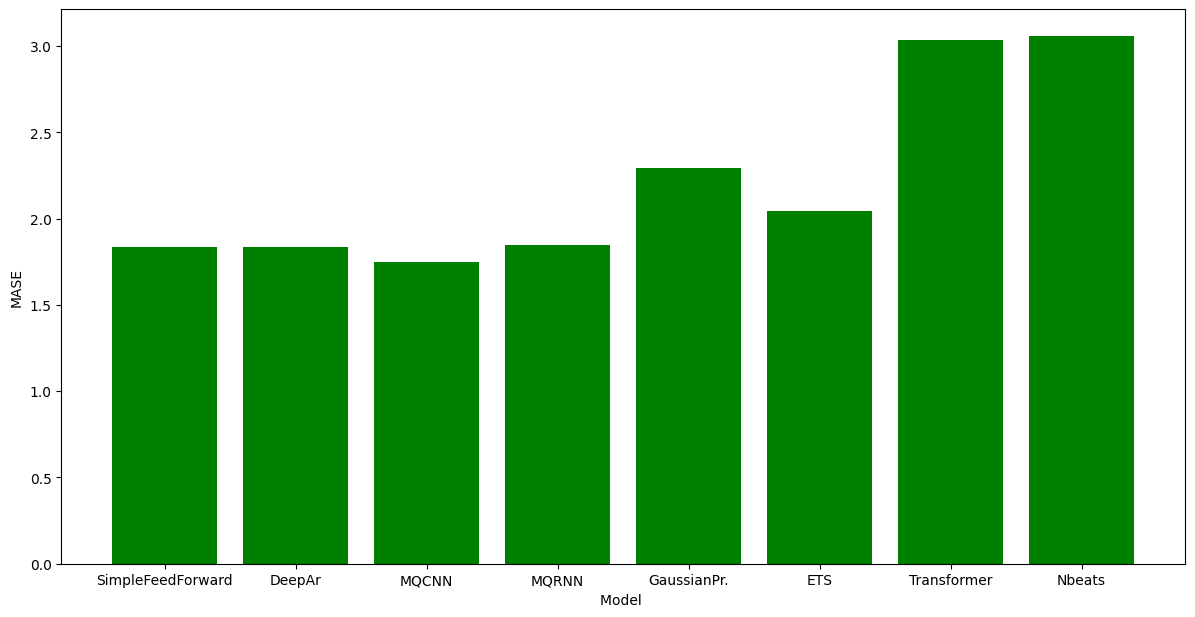 3.0
2.5
2.0
1.5
1.0
0.5
0.0
MASE
SimpleFeedForward DeepAr MQCNN MQRNN GaussianPr. ETS Transformer Nbeats
Model